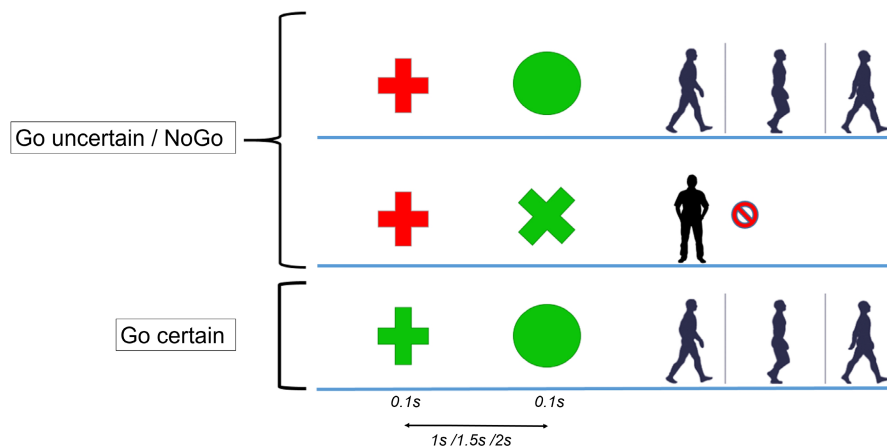 Go uncertain / NoGo
Go certain
0.1s
0.1s
1s /1.5s /2s